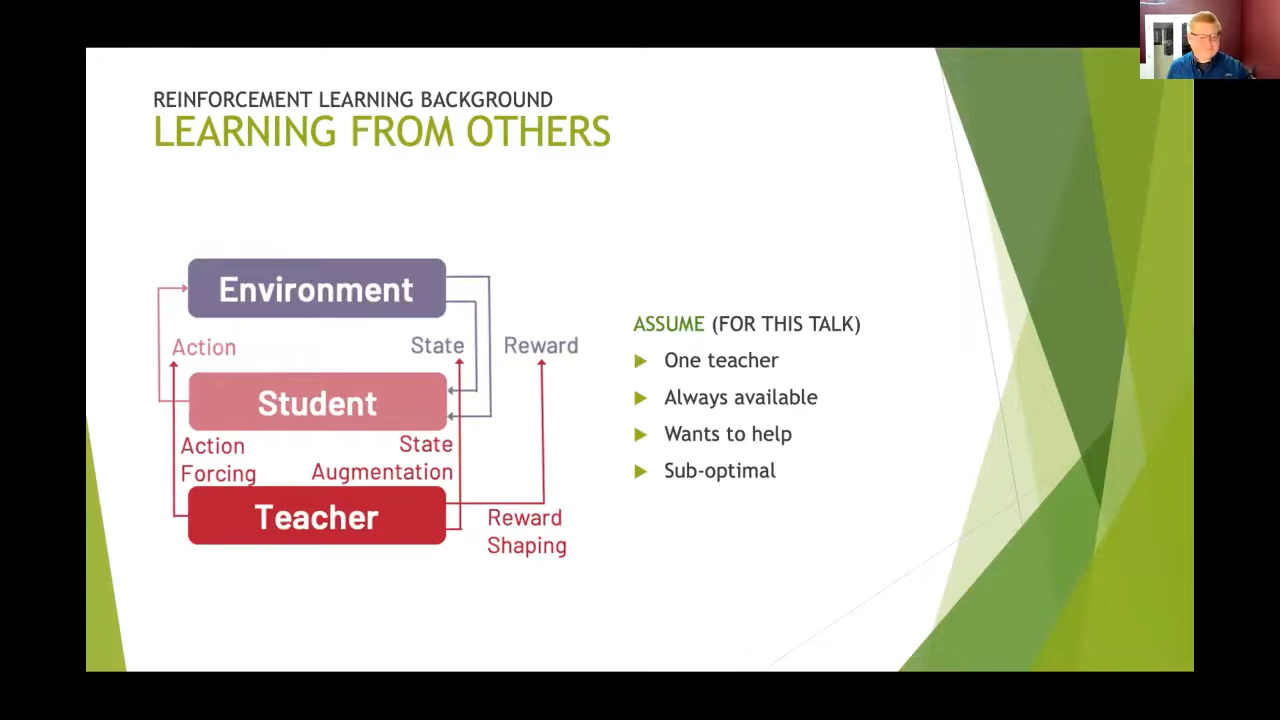 REINFORCEMENT LEARNING BACKGROUND
LEARNING FROM OTHERS
Environment
Action
State
Reward
Student
Action
Forcing
State
Augmentation
Teacher
Reward
Shaping
ASSUME (FOR THIS TALK)
One teacher
Always available
Wants to help
Sub-optimal